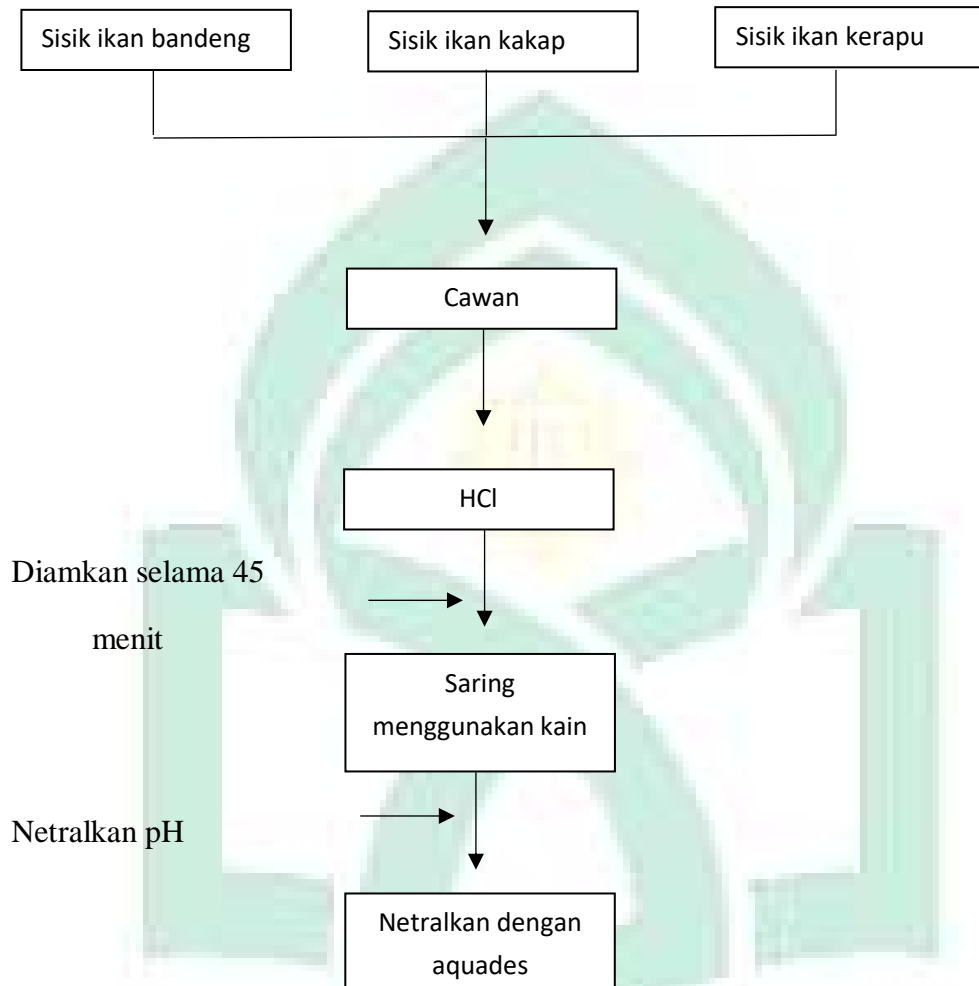 Sisik ikan bandeng
Sisik ikan kakap
Sisik ikan kerapu
Cawan
HCl
Diamkan selama 45
menit
Saring
menggunakan kain
Netralkan pH
Netralkan dengan
aquades